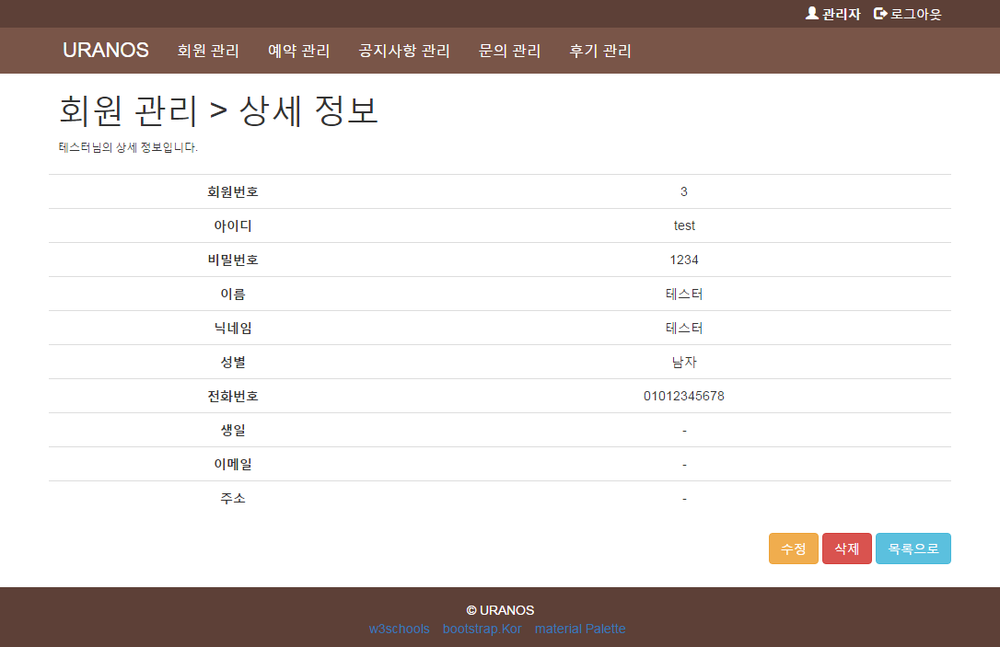 관리자 로그아웃
URANOS 회원 관리 예약 관리 공지사항 관리 문의 관리 후기 관리
회원 관리 > 상세 정보
테스터님의 상세 정보입니다.
회원번호 3
아이디 test
비밀번호 1234
이름 테스터
닉네임 테스터
성별 남자
전화번호 01012345678
생일 -
이메일 -
주소 -
수정 삭제 목록으로
© URANOS
w3schools bootstrap.Kor material Palette